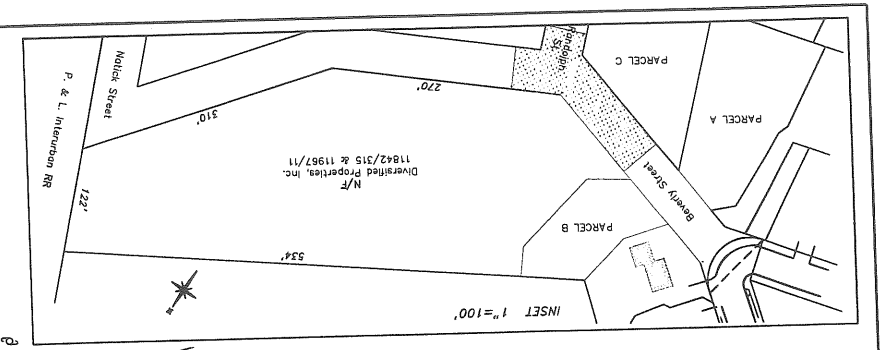 INSET 1"=100'
534'
PARCEL B
Beverly Street
122'
N/F
Diversified Properties, Inc.
11842/315 & 11967/11
PARCEL A
310'
270'
PARCEL C
P. & L. Interurban RR
Natick Street
Randolph
St.